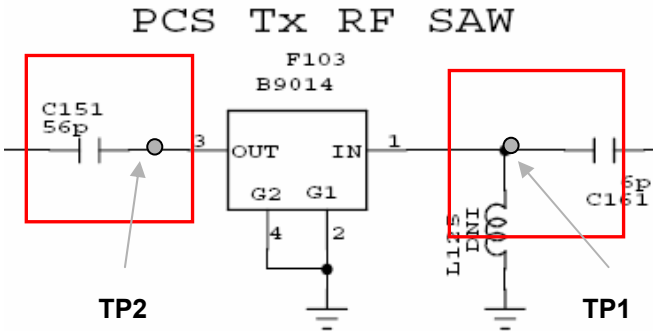 PCS Tx RF SAW
F103
B9014
C151
56p
3
OUT
IN
1
G2
G1
4
2
L125
DNI
6p
C161
TP2
TP1